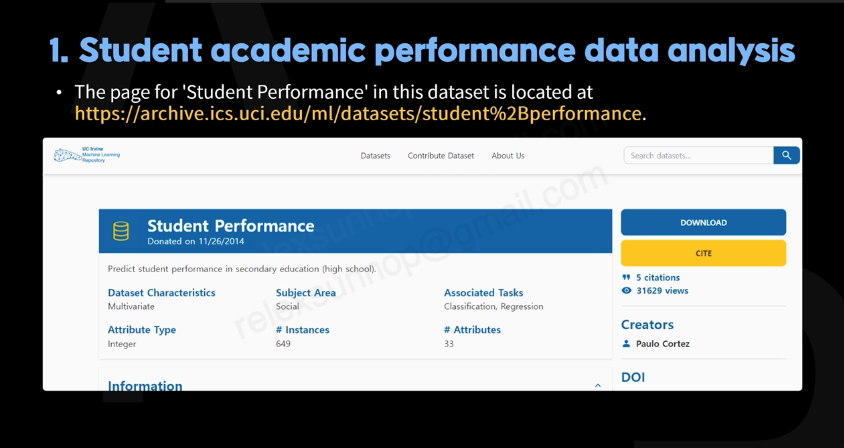 1. Student academic performance data analysis
• The page for 'Student Performance' in this dataset is located at
https://archive.ics.uci.edu/ml/datasets/student%2Bperformance.
UC Irvine
Machine Learning
Repository
Datasets Contribute Dataset About Us
Search datasets...
Student Performance
Donated on 11/26/2014
DOWNLOAD
CITE
Predict student performance in secondary education (high school).
5 citations
31629 views
Dataset Characteristics Subject Area Associated Tasks
Multivariate Social Classification, Regression
Attribute Type # Instances # Attributes
Integer 649 33
Creators
Paulo Cortez
Information
DOI
relexsunhop@gmail.com